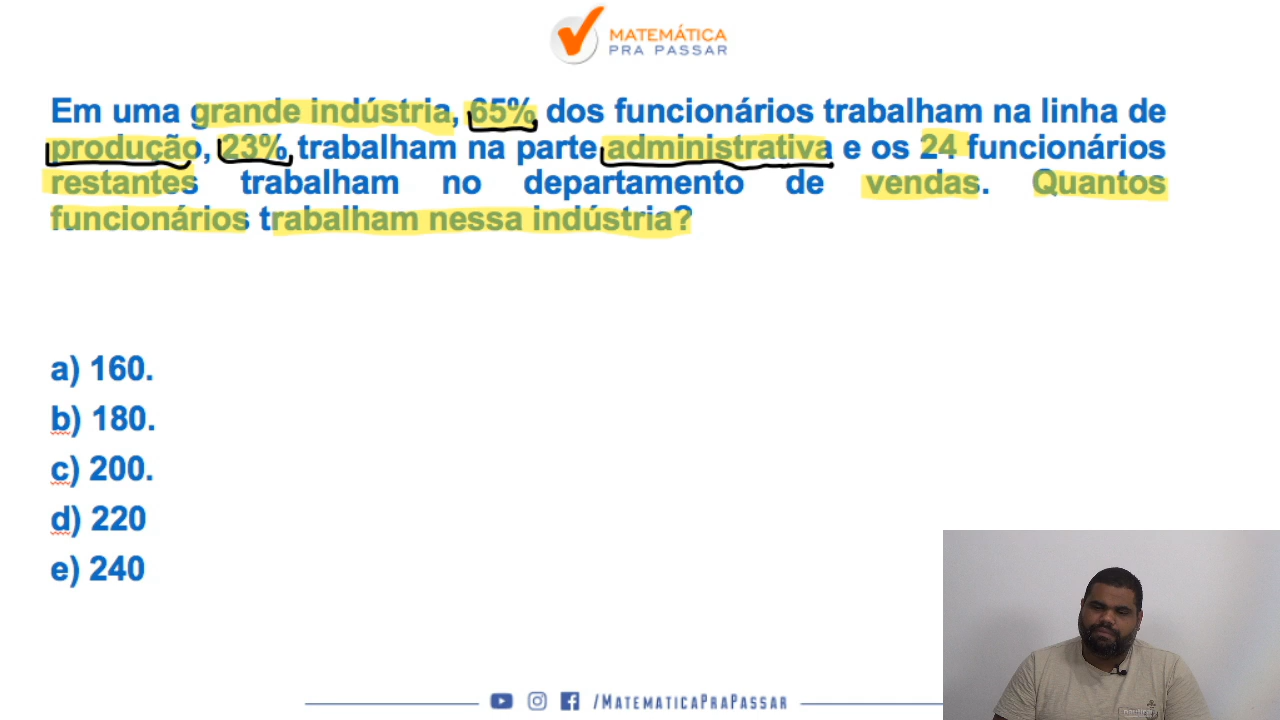 MATEMÁTICA
PRA PASSAR
Em uma grande indústria, 65% dos funcionários trabalham na linha de
produção, 23% trabalham na parte administrativa e os 24 funcionários
restantes trabalham no departamento de vendas. Quantos
funcionários trabalham nessa indústria?
a) 160.
b) 180.
c) 200.
d) 220
e) 240
/MATEMATICAPRAPASSAR